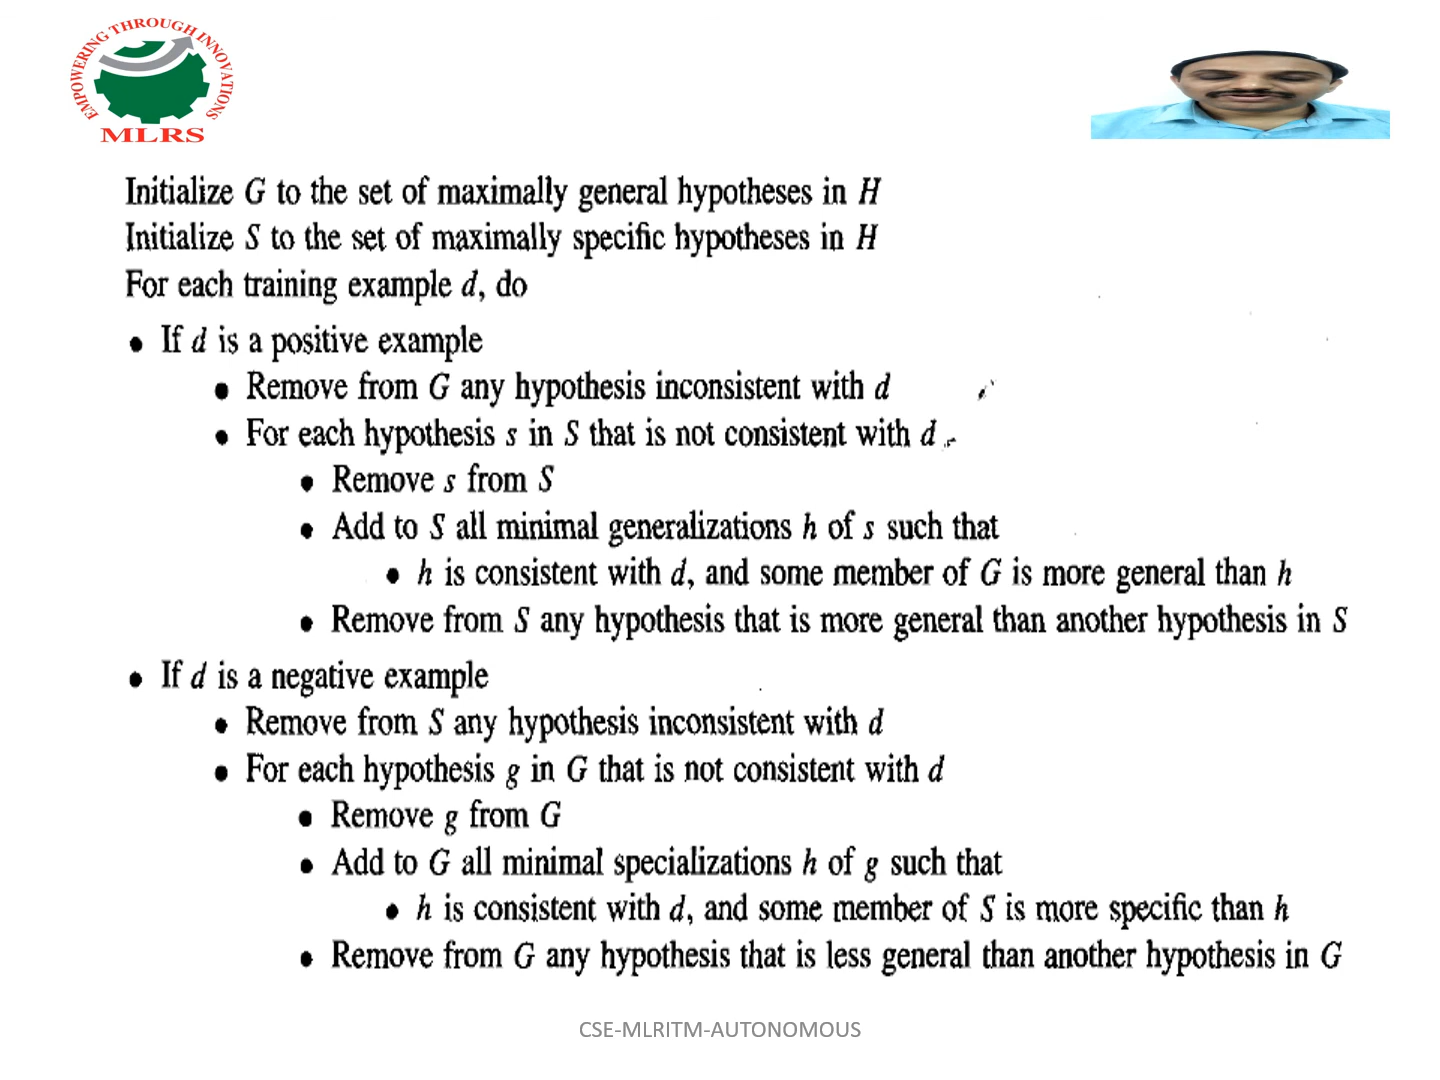 EMPOWERING THROUGH INNOVATIONS
MLRS
Initialize G to the set of maximally general hypotheses in H
Initialize S to the set of maximally specific hypotheses in H
For each training example d, do
• If d is a positive example
• Remove from G any hypothesis inconsistent with d
• For each hypothesis s in S that is not consistent with d
• Remove s from S
• Add to S all minimal generalizations h of s such that
• h is consistent with d, and some member of G is more general than h
• Remove from S any hypothesis that is more general than another hypothesis in S
• If d is a negative example
• Remove from S any hypothesis inconsistent with d
• For each hypothesis g in G that is not consistent with d
• Remove g from G
• Add to G all minimal specializations h of g such that
• h is consistent with d, and some member of S is more specific than h
• Remove from G any hypothesis that is less general than another hypothesis in G
CSE-MLRITM-AUTONOMOUS